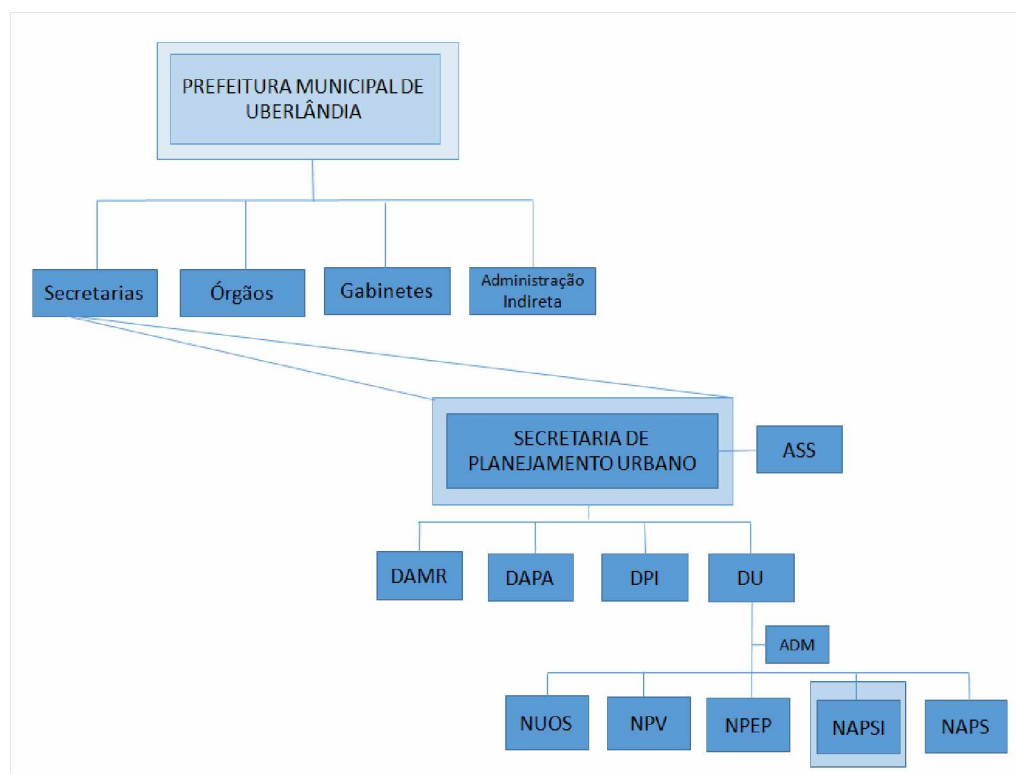 PREFEITURA MUNICIPAL DE
UBERLÂNDIA
Secretarias
Órgãos
Gabinetes
Administração
Indireta
SECRETARIA DE
PLANEJAMENTO URBANO
ASS
DAMR
DAPA
DPI
DU
ADM
NUOS
NPV
NPEP
NAPSI
NAPS